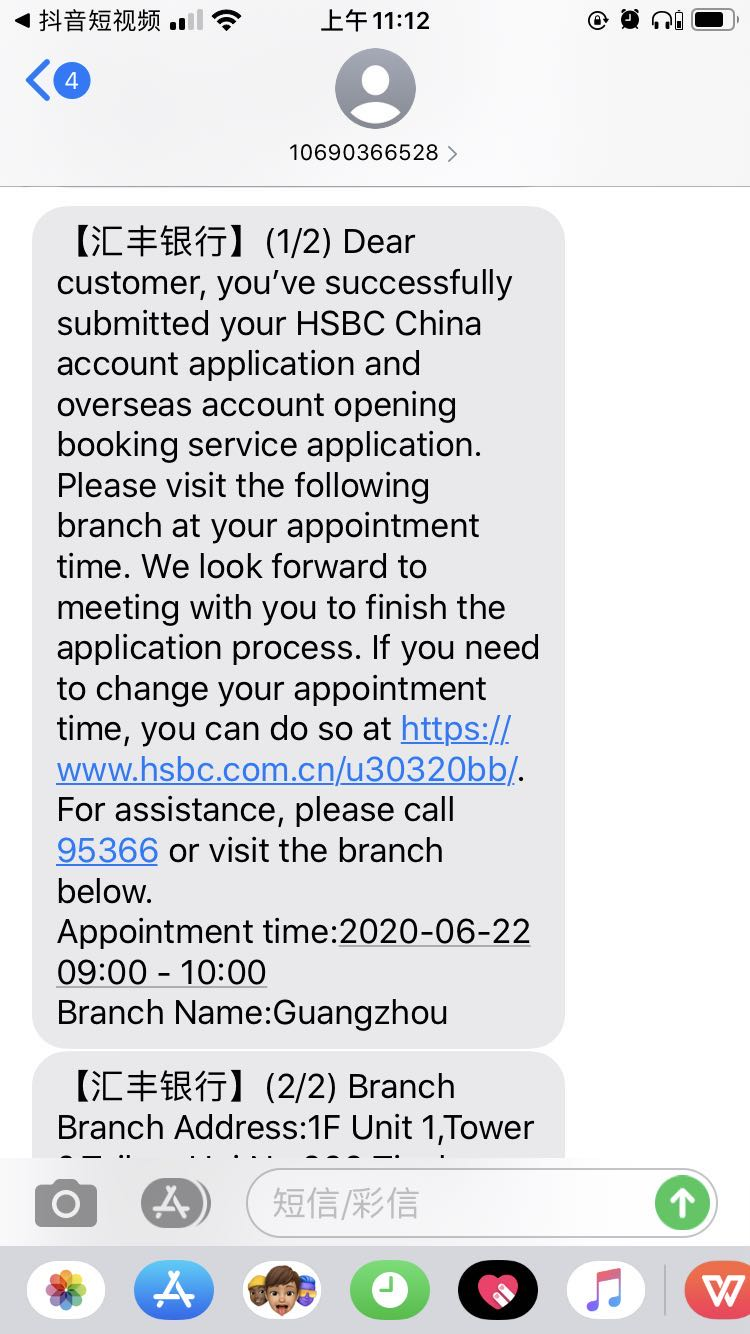 抖音短视频
上午11:12
4
10690366528
【汇丰银行】(1/2) Dear
customer, you’ve successfully
submitted your HSBC China
account application and
overseas account opening
booking service application.
Please visit the following
branch at your appointment
time. We look forward to
meeting with you to finish the
application process. If you need
to change your appointment
time, you can do so at https://
www.hsbc.com.cn/u30320bb/.
For assistance, please call
95366 or visit the branch
below.
Appointment time:2020-06-22
09:00 - 10:00
Branch Name:Guangzhou
【汇丰银行】(2/2) Branch
Branch Address:1F Unit 1,Tower
短信/彩信